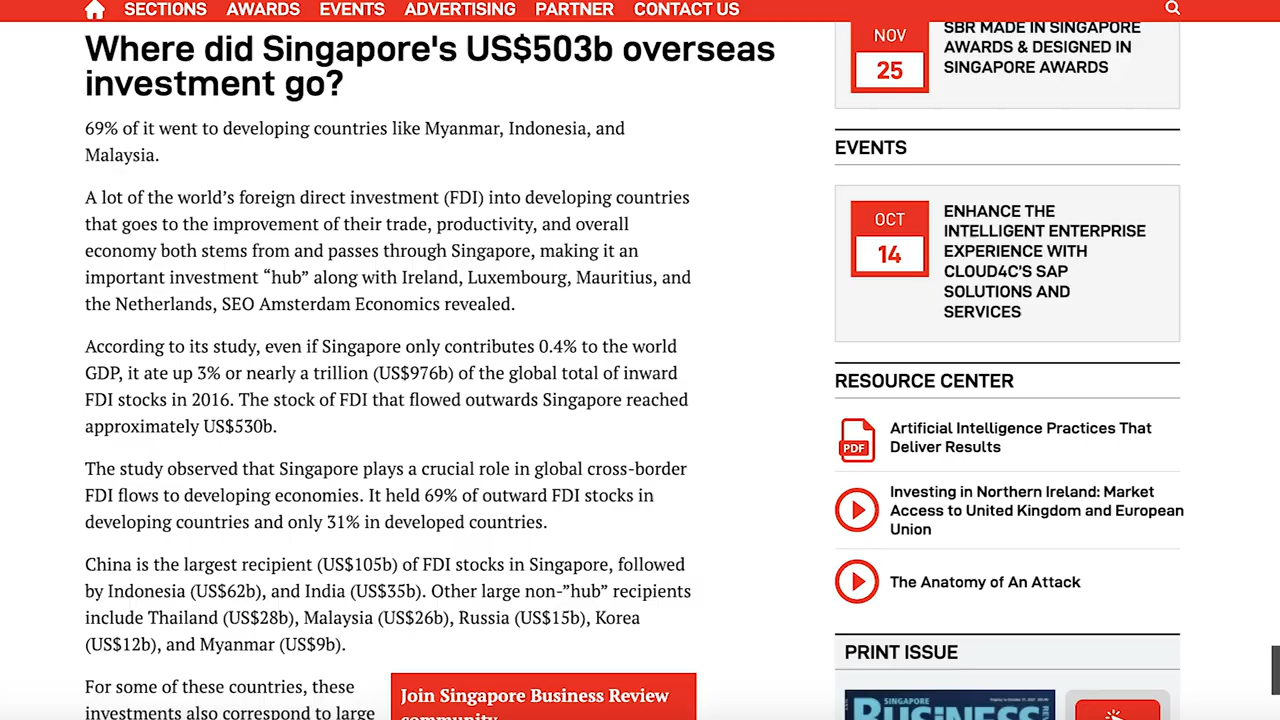 SECTIONS AWARDS EVENTS ADVERTISING PARTNER CONTACT US
Where did Singapore's US$503b overseas
investment go?
69% of it went to developing countries like Myanmar, Indonesia, and
Malaysia.
A lot of the world’s foreign direct investment (FDI) into developing countries
that goes to the improvement of their trade, productivity, and overall
economy both stems from and passes through Singapore, making it an
important investment “hub” along with Ireland, Luxembourg, Mauritius, and
the Netherlands, SEO Amsterdam Economics revealed.
According to its study, even if Singapore only contributes 0.4% to the world
GDP, it ate up 3% or nearly a trillion (US$976b) of the global total of inward
FDI stocks in 2016. The stock of FDI that flowed outwards Singapore reached
approximately US$530b.
The study observed that Singapore plays a crucial role in global cross-border
FDI flows to developing economies. It held 69% of outward FDI stocks in
developing countries and only 31% in developed countries.
China is the largest recipient (US$105b) of FDI stocks in Singapore, followed
by Indonesia (US$62b), and India (US$35b). Other large non-”hub” recipients
include Thailand (US$28b), Malaysia (US$26b), Russia (US$15b), Korea
(US$12b), and Myanmar (US$9b).
For some of these countries, these
investments also correspond to large
Join Singapore Business Review
community
NOV
25
SBR MADE IN SINGAPORE
AWARDS & DESIGNED IN
SINGAPORE AWARDS
EVENTS
OCT
14
ENHANCE THE
INTELLIGENT ENTERPRISE
EXPERIENCE WITH
CLOUD4C'S SAP
SOLUTIONS AND
SERVICES
RESOURCE CENTER
PDF
Artificial Intelligence Practices That
Deliver Results
Investing in Northern Ireland: Market
Access to United Kingdom and European
Union
The Anatomy of An Attack
PRINT ISSUE
SINGAPORE
BUSINESS